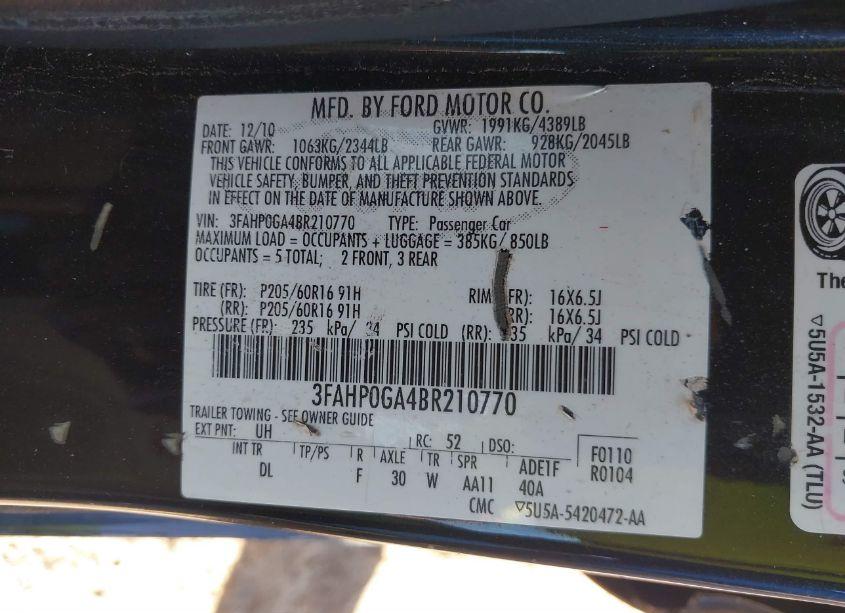 MFD. BY FORD MOTOR CO.
DATE: 12/10 GVWR: 1991KG/4389LB
FRONT GAWR: 1063KG/2344LB REAR GAWR: 928KG/2045LB
THIS VEHICLE CONFORMS TO ALL APPLICABLE FEDERAL MOTOR
VEHICLE SAFETY, BUMPER, AND THEFT PREVENTION STANDARDS
IN EFFECT ON THE DATE OF MANUFACTURE SHOWN ABOVE.
VIN: 3FAHP0GA4BR210770 TYPE: Passenger Car
MAXIMUM LOAD = OCCUPANTS + LUGGAGE = 385KG/850LB
OCCUPANTS = 5 TOTAL; 2 FRONT, 3 REAR
TIRE (FR): P205/60R16 91H RIM (FR): 16X6.5J
(RR): P205/60R16 91H RR): 16X6.5J
PRESSURE (FR): 235 kPa/ 34 PSI COLD (RR): 235 kPa/ 34 PSI COLD
3FAHP0GA4BR210770
TRAILER TOWING - SEE OWNER GUIDE
EXT PNT: UH RC: 52 DSO: F0110
INT TR TP/PS R AXLE TR SPR ADE1F R0104
DL F 30 W AA11 40A
CMC ▽5U5A-5420472-AA
The
▽5U5A-1532-AA (TLU)